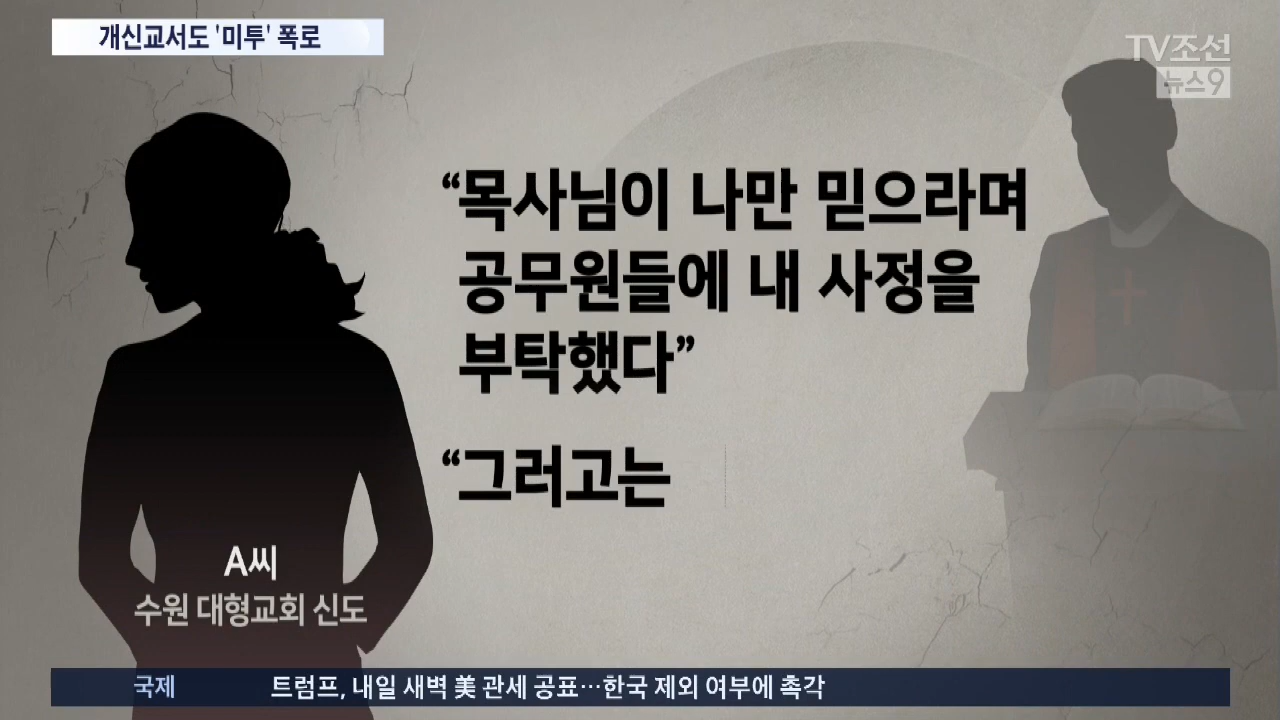 개신교서도 '미투' 폭로
TV조선
뉴스9
“목사님이 나만 믿으라며
공무원들에 내 사정을
부탁했다”
“그러고는
A씨
수원 대형교회 신도
국제 트럼프, 내일 새벽 美 관세 공표…한국 제외 여부에 촉각